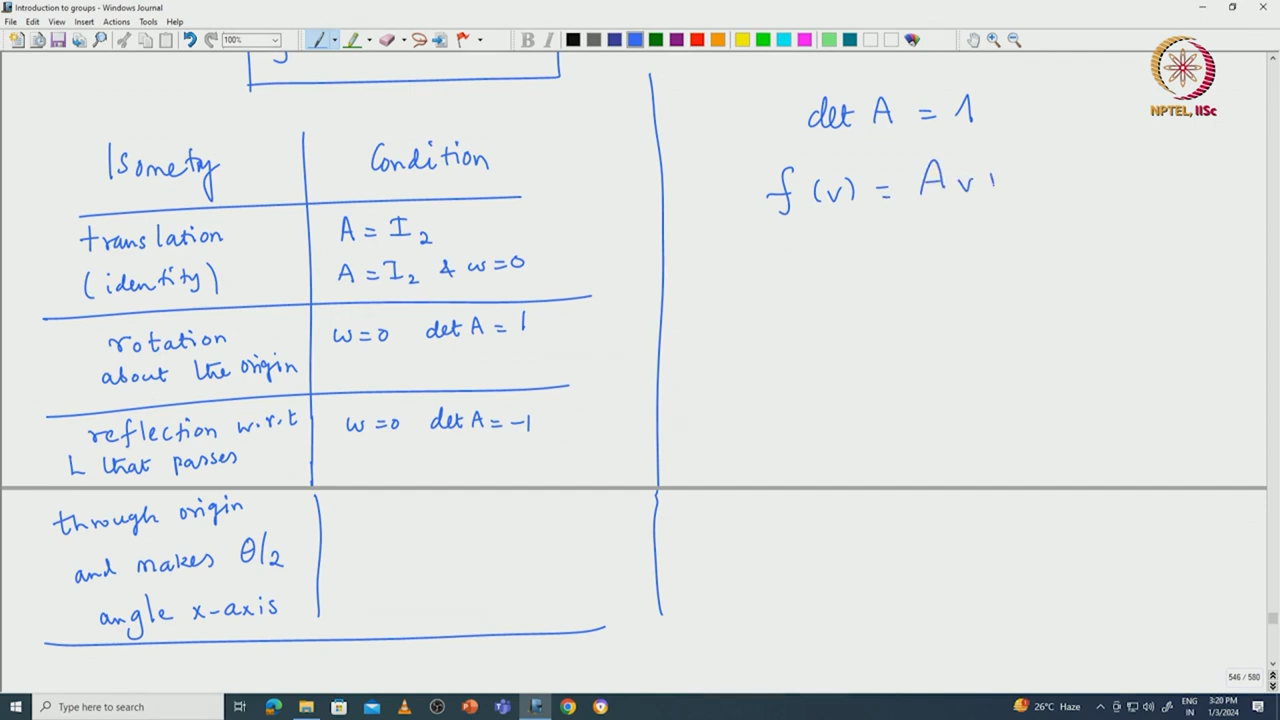 Introduction to groups - Windows Journal
File Edit View Insert Actions Tools Help
100%
B I
NPTEL, IISc
Isometry Condition
translation A = I₂
(identity) A = I₂ & w=0
rotation w=0 det A = 1
about the origin
reflection w.r.t w=0 det A = -1
L that passes
through origin
and makes θ/2
angle x-axis
det A = 1
f (v) = A v
546 / 580
Type here to search
26°C Haze
ENG
IN
3:20 PM
1/3/2024